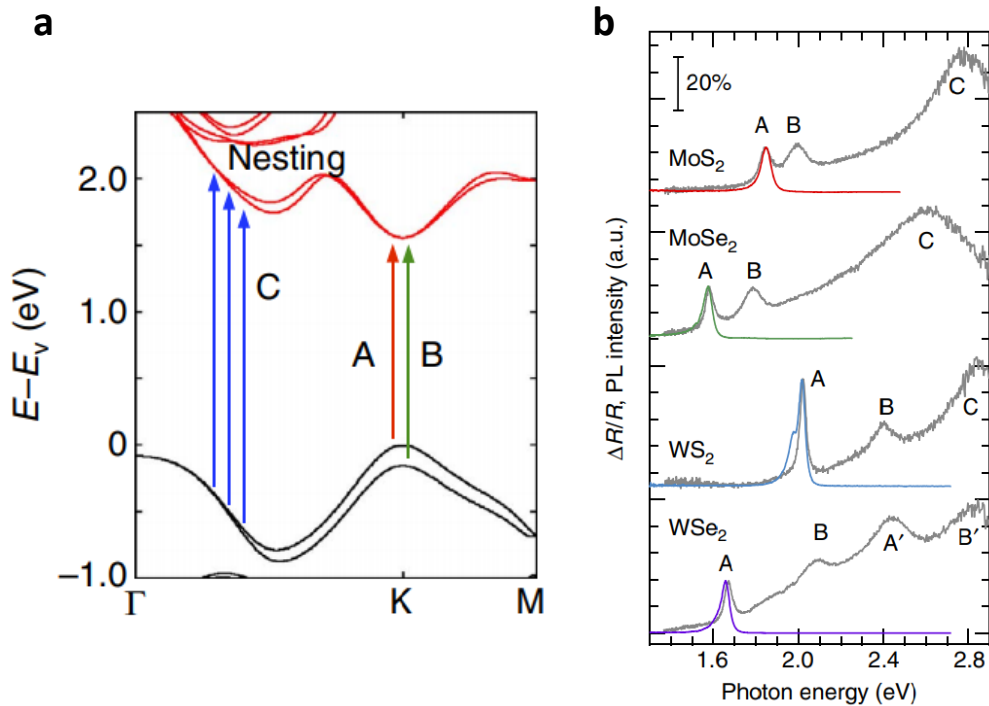 a
E–Eᵥ (eV)
2.0
1.0
0
−1.0
Γ
K
M
Nesting
C
A
B
b
ΔR/R, PL intensity (a.u.)
20%
C
A
B
MoS₂
MoSe₂
A
B
C
A
B
C
WS₂
WSe₂
A
B
A′
B′
1.6
2.0
2.4
2.8
Photon energy (eV)